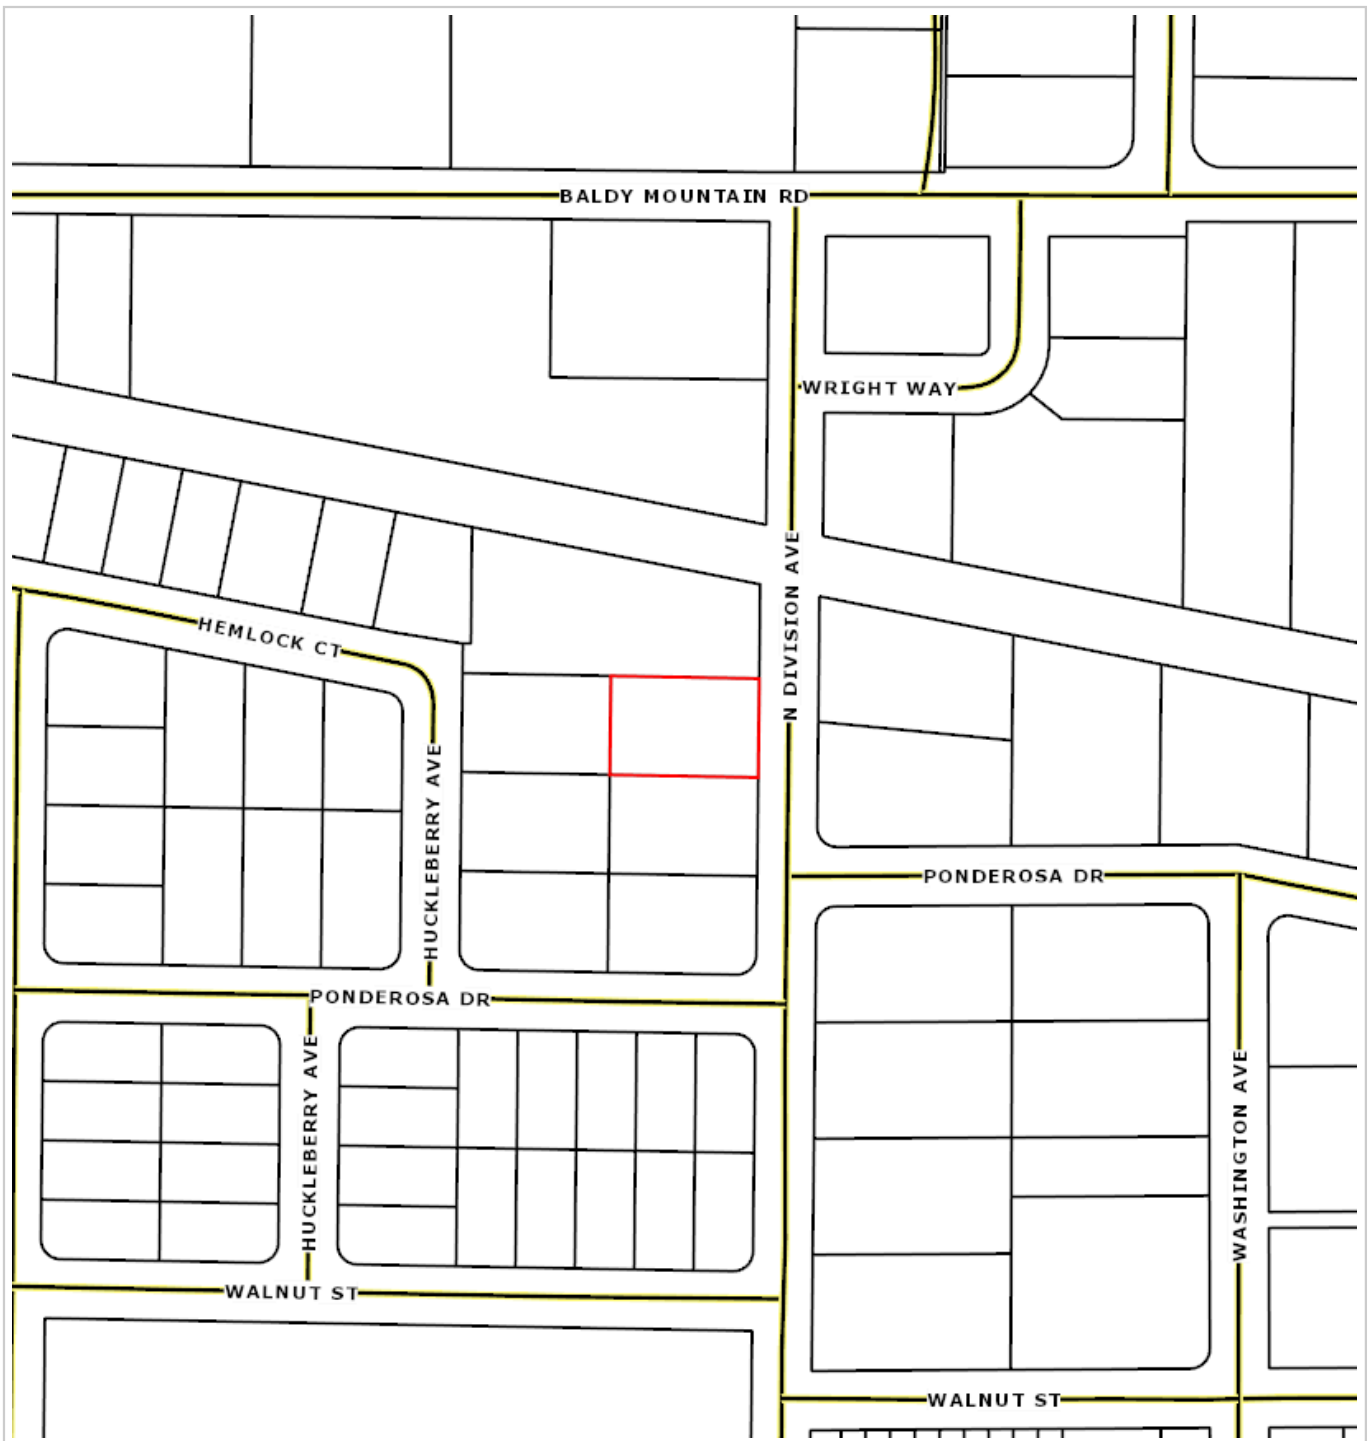 BALDY MOUNTAIN RD
WRIGHT WAY
N DIVISION AVE
HEMLOCK CT
HUCKLEBERRY AVE
PONDEROSA DR
PONDEROSA DR
HUCKLEBERRY AVE
WASHINGTON AVE
WALNUT ST
WALNUT ST